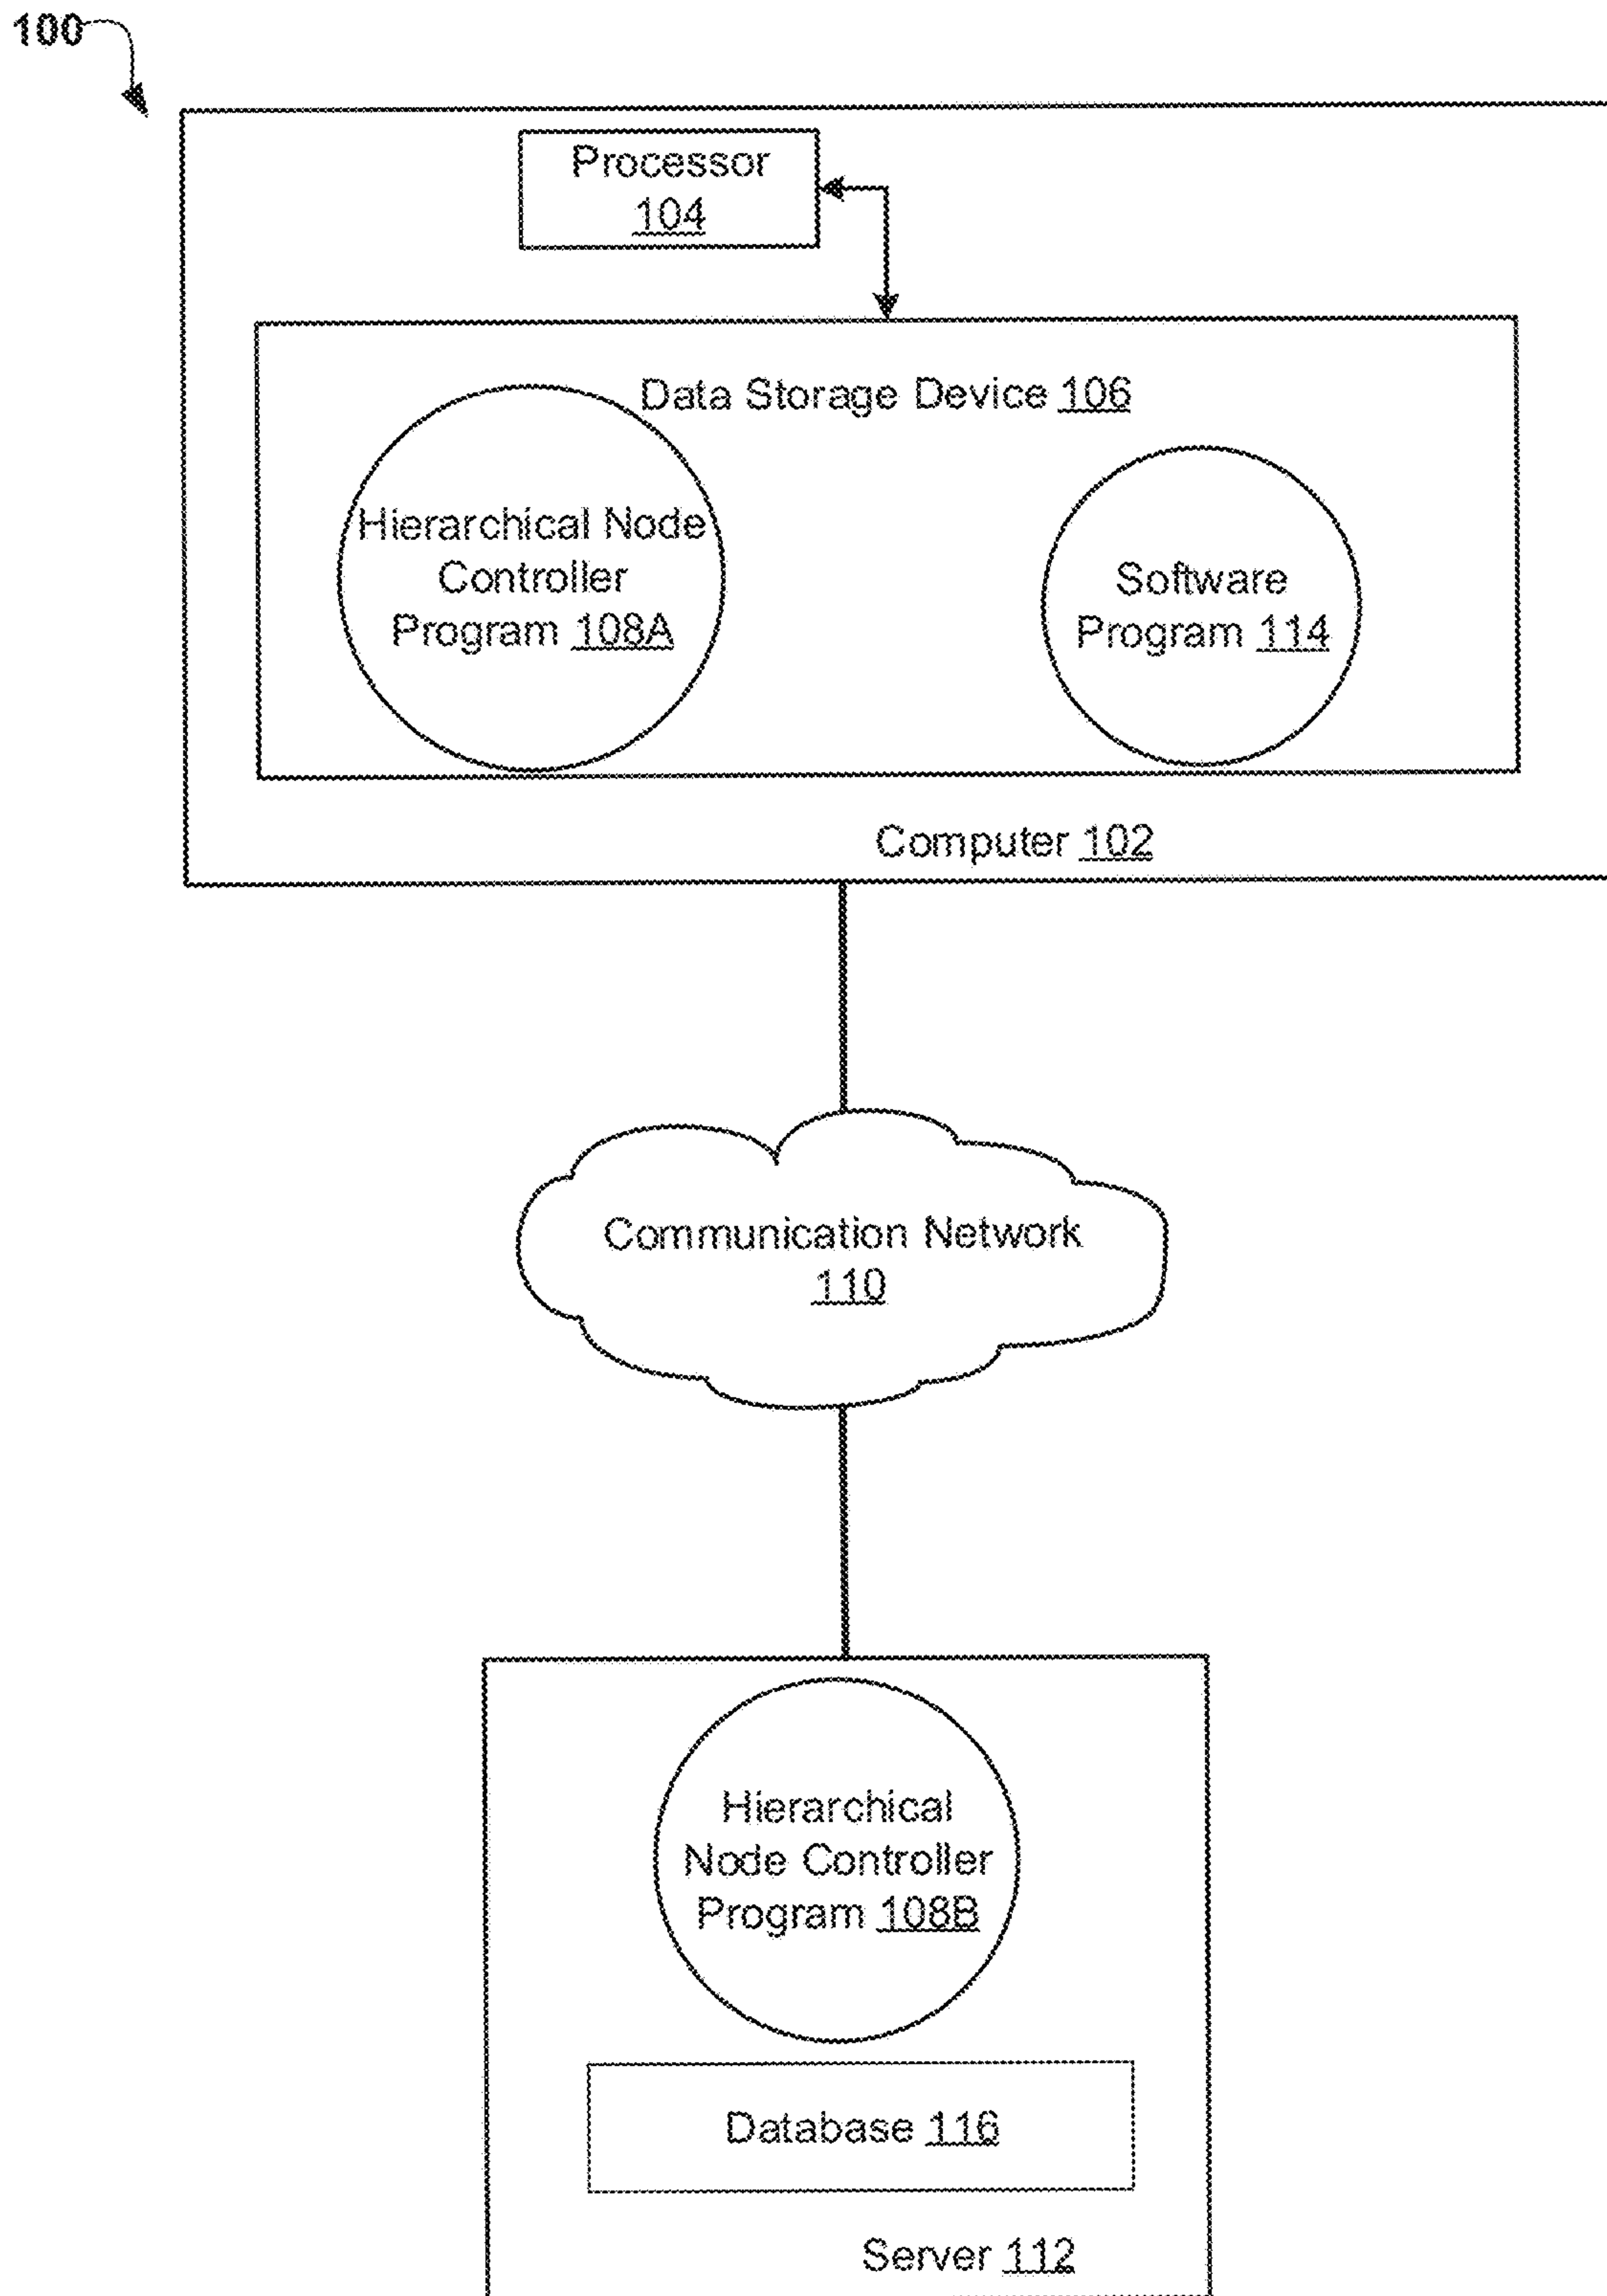 100
Processor
104
Data Storage Device 106
Hierarchical Node
Controller
Program 108A
Software
Program 114
Computer 102
Communication Network
110
Hierarchical
Node Controller
Program 108B
Database 116
Server 112